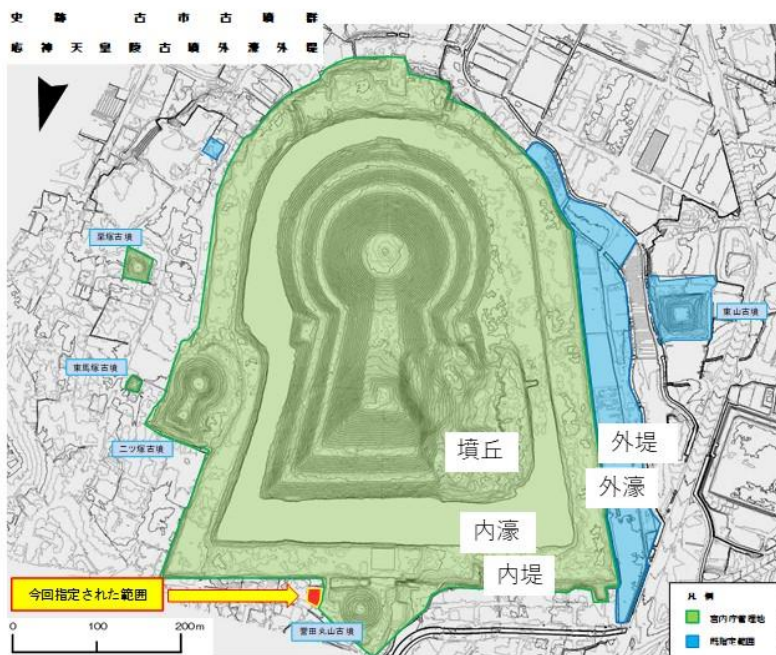 史跡 古市古墳群
応神天皇陵古墳外濠外堤
栗塚古墳
東馬塚古墳
二ツ塚古墳
東山古墳
墳丘
外堤
外濠
内濠
内堤
今回指定された範囲
誉田丸山古墳
0 100 200m
凡例
宮内庁管理地
既指定範囲